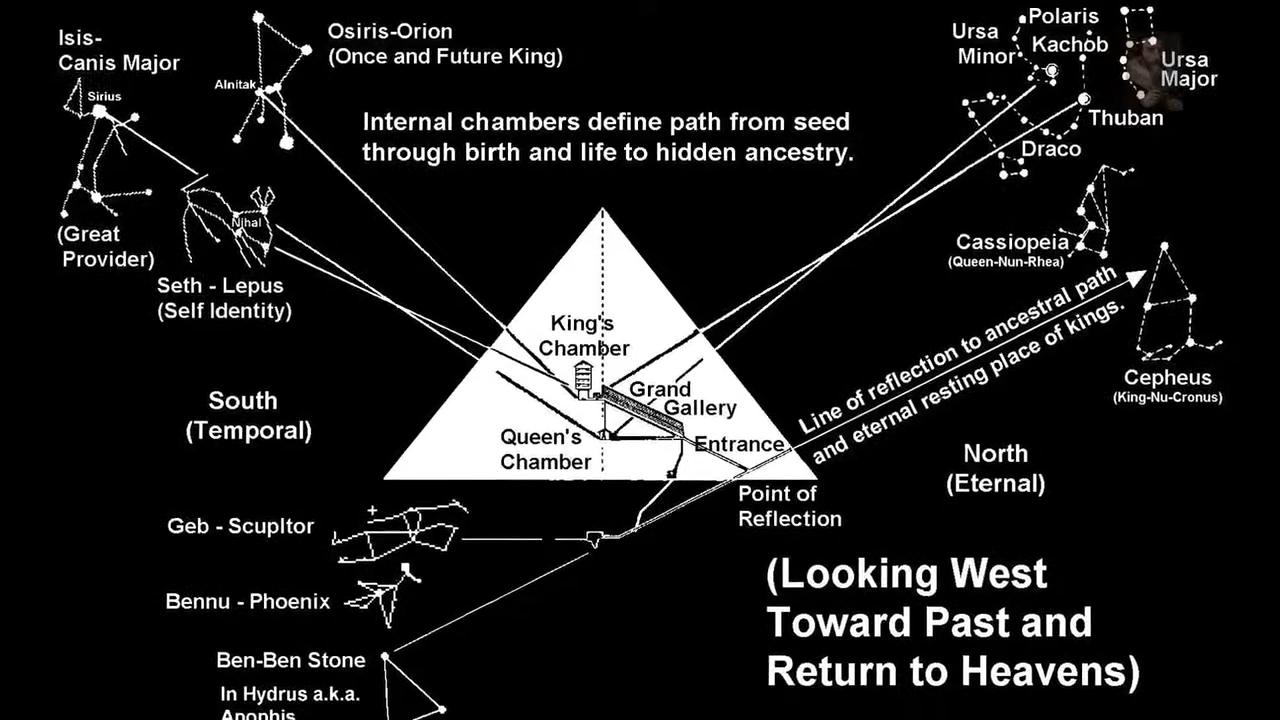 Isis-
Canis Major
Sirius
(Great
Provider)
Osiris-Orion
(Once and Future King)
Alnitak
Nihal
Seth - Lepus
(Self Identity)
Internal chambers define path from seed
through birth and life to hidden ancestry.
Ursa
Minor
Polaris
Kachob
Ursa
Major
Thuban
Draco
Cassiopeia
(Queen-Nun-Rhea)
Cepheus
(King-Nu-Cronus)
Line of reflection to ancestral path
and eternal resting place of kings.
King's
Chamber
Grand
Gallery
Queen's
Chamber
Entrance
Point of
Reflection
South
(Temporal)
North
(Eternal)
Geb - Scupltor
Bennu - Phoenix
Ben-Ben Stone
In Hydrus a.k.a.
Apophis
(Looking West
Toward Past and
Return to Heavens)